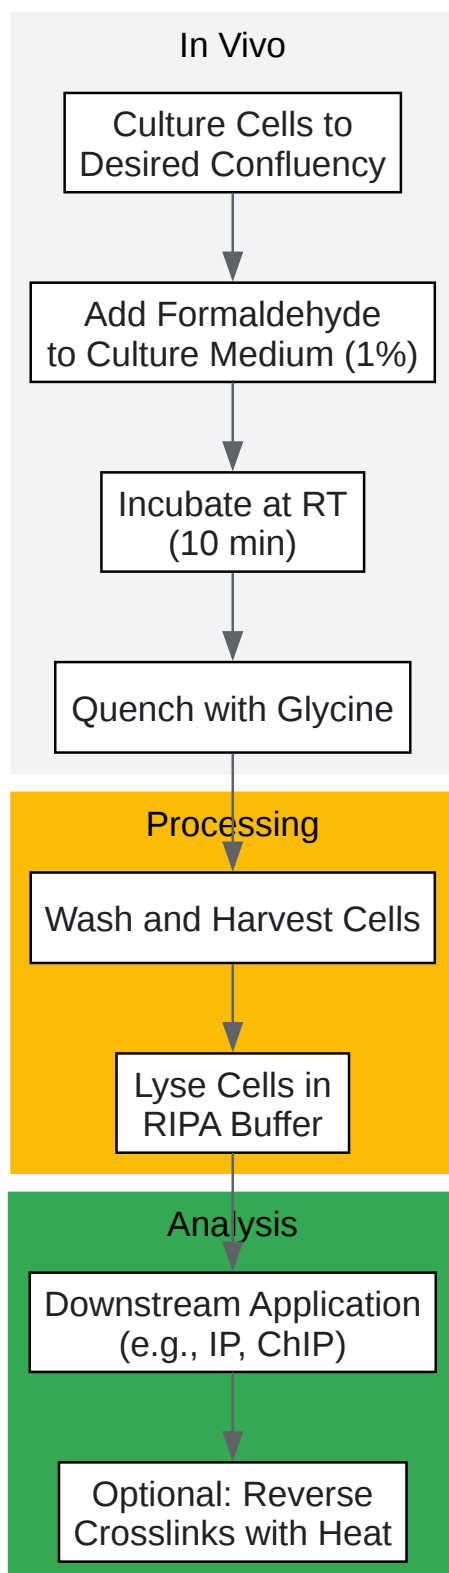 In Vivo
Culture Cells to
Desired Confluency
Add Formaldehyde
to Culture Medium (1%)
Incubate at RT
(10 min)
Quench with Glycine
Processing
Wash and Harvest Cells
Lyse Cells in
RIPA Buffer
Analysis
Downstream Application
(e.g., IP, ChIP)
Optional: Reverse
Crosslinks with Heat